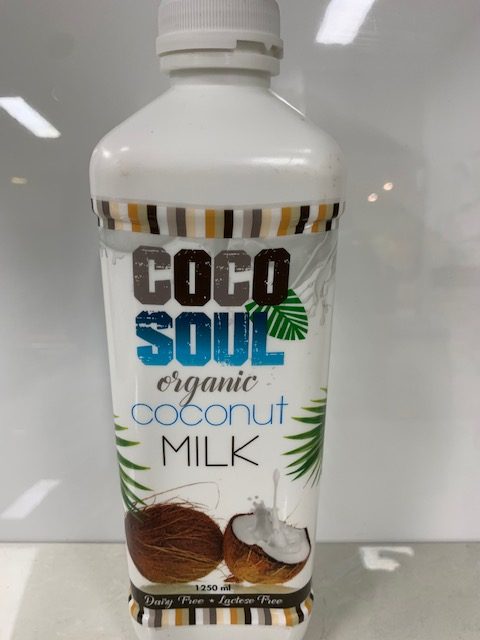 COCO
SOUL
organic
coconut
MILK
1250 ml
Dairy Free * Lactose Free